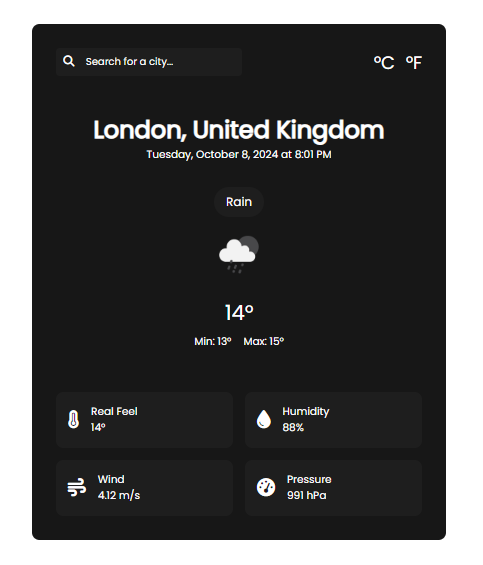 Search for a city...
°C °F
London, United Kingdom
Tuesday, October 8, 2024 at 8:01 PM
Rain
14°
Min: 13° Max: 15°
Real Feel
14°
Humidity
88%
Wind
4.12 m/s
Pressure
991 hPa